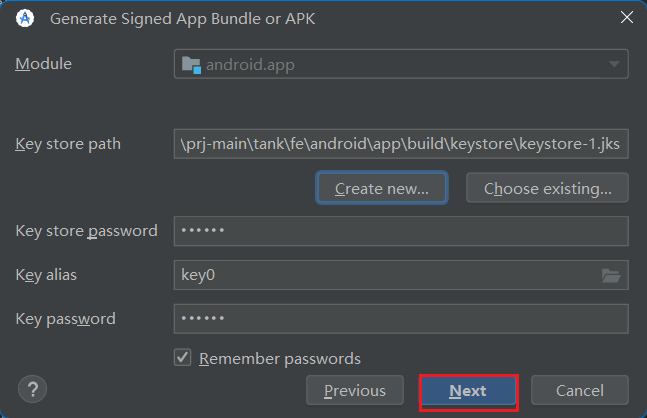 Generate Signed App Bundle or APK
Module
android.app
Key store path
\prj-main\tank\fe\android\app\build\keystore\keystore-1.jks
Create new...
Choose existing...
Key store password
••••••
Key alias
key0
Key password
••••••
Remember passwords
?
Previous
Next
Cancel